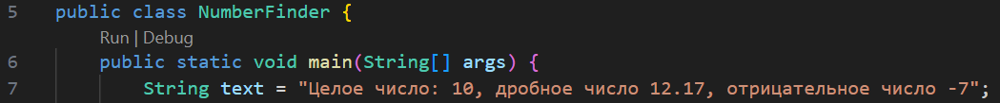 5 public class NumberFinder {
Run | Debug
6 public static void main(String[] args) {
7 String text = "Целое число: 10, дробное число 12.17, отрицательное число -7";